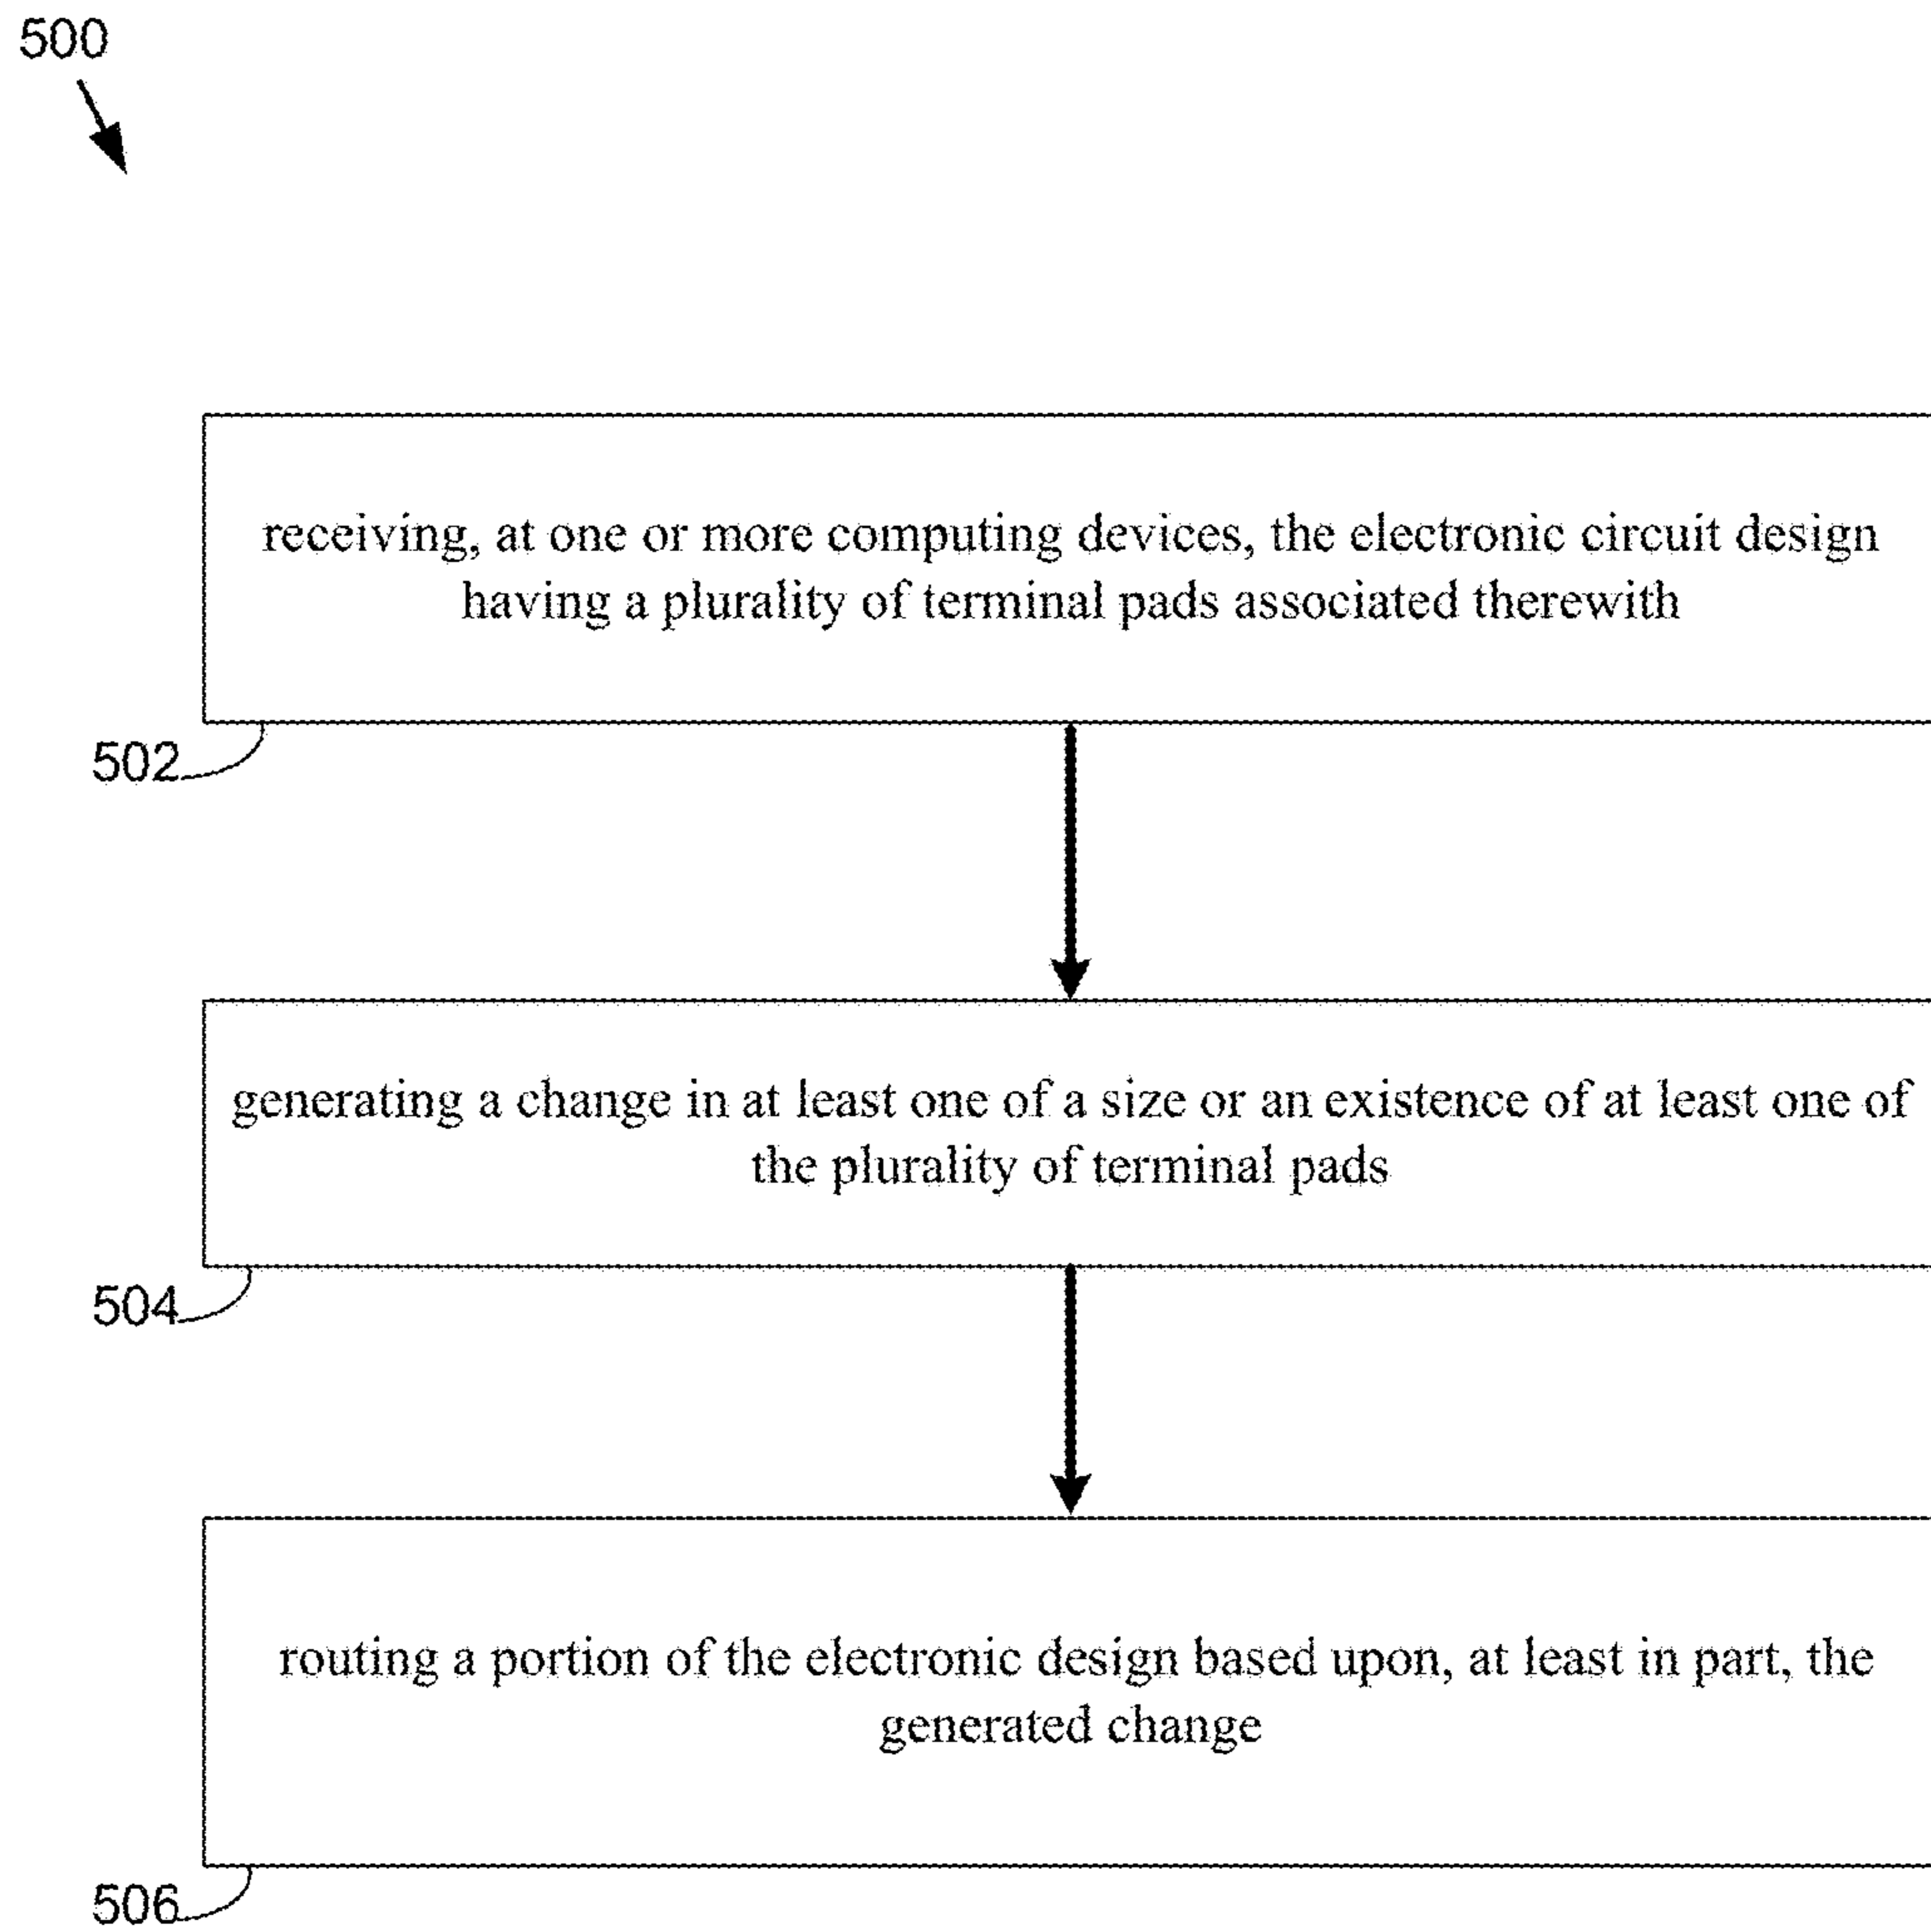 500
receiving, at one or more computing devices, the electronic circuit design
having a plurality of terminal pads associated therewith
502
generating a change in at least one of a size or an existence of at least one of
the plurality of terminal pads
504
routing a portion of the electronic design based upon, at least in part, the
generated change
506